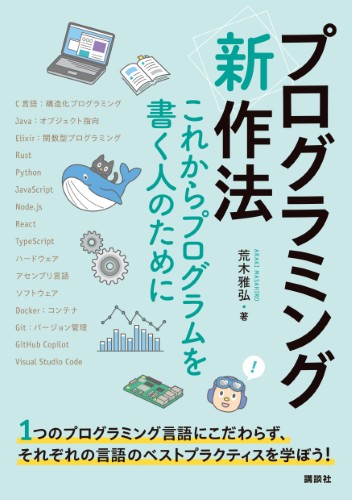 プログラミング
新作法
これからプログラムを
書く人のために
荒木雅弘・著
ARAKI MASAHIRO
C言語：構造化プログラミング
Java：オブジェクト指向
Elixir：関数型プログラミング
Rust
Python
JavaScript
Node.js
React
TypeScript
ハードウェア
アセンブリ言語
ソフトウェア
Docker：コンテナ
Git：バージョン管理
GitHub Copilot
Visual Studio Code
!
1つのプログラミング言語にこだわらず、
それぞれの言語のベストプラクティスを学ぼう!
講談社